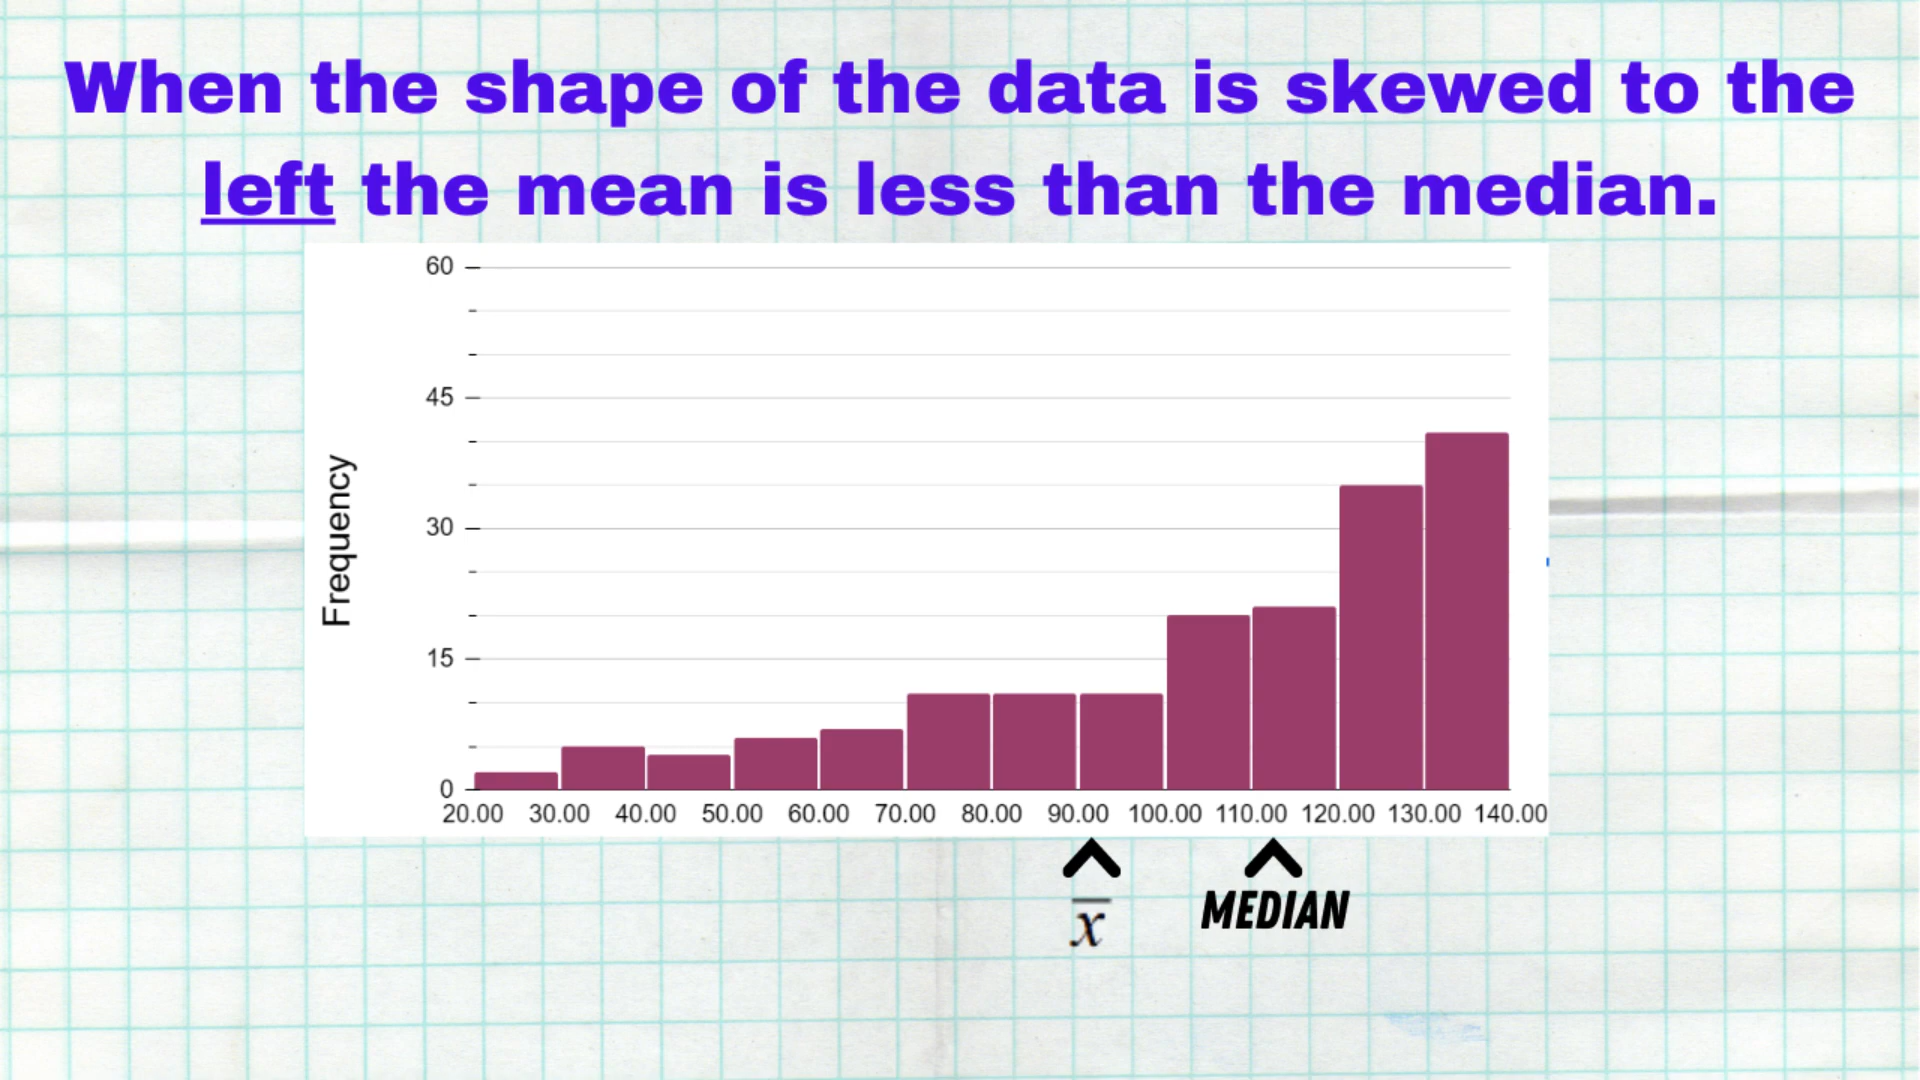 When the shape of the data is skewed to the
left the mean is less than the median.
60
45
30
15
0
Frequency
20.00 30.00 40.00 50.00 60.00 70.00 80.00 90.00 100.00 110.00 120.00 130.00 140.00
x̅
MEDIAN